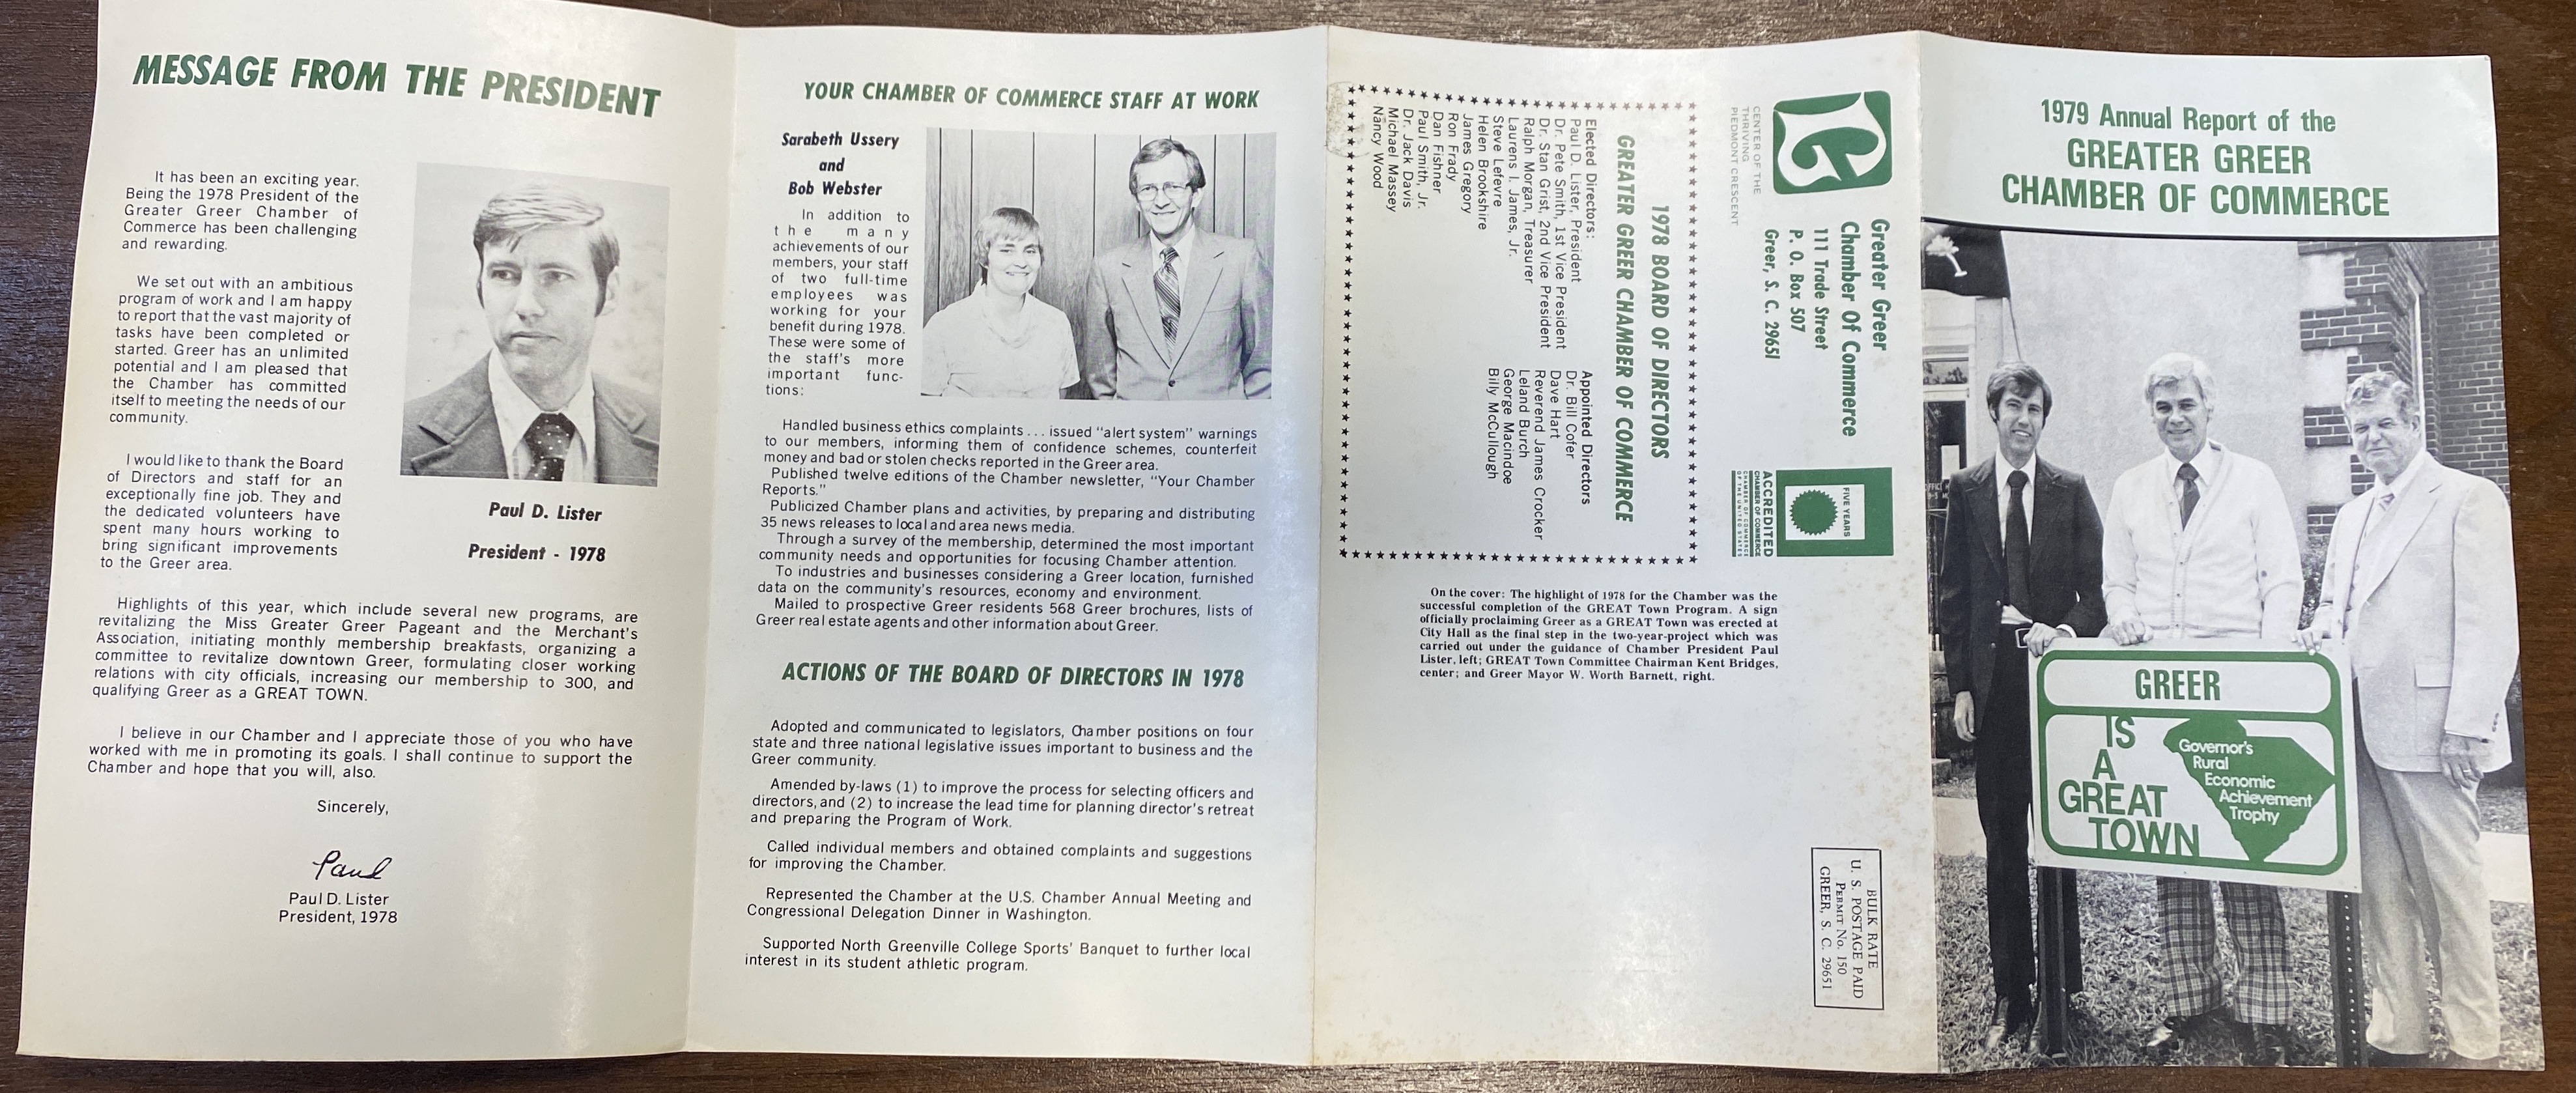 MESSAGE FROM THE PRESIDENT
It has been an exciting year.
Being the 1978 President of the
Greater Greer Chamber of
Commerce has been challenging
and rewarding.
We set out with an ambitious
program of work and I am happy
to report that the vast majority of
tasks have been completed or
started. Greer has an unlimited
potential and I am pleased that
the Chamber has committed
itself to meeting the needs of our
community.
I would like to thank the Board
of Directors and staff for an
exceptionally fine job. They and
the dedicated volunteers have
spent many hours working to
bring significant improvements
to the Greer area.
Paul D. Lister
President - 1978
Highlights of this year, which include several new programs, are
revitalizing the Miss Greater Greer Pageant and the Merchant's
Association, initiating monthly membership breakfasts, organizing a
committee to revitalize downtown Greer, formulating closer working
relations with city officials, increasing our membership to 300, and
qualifying Greer as a GREAT TOWN.
I believe in our Chamber and I appreciate those of you who have
worked with me in promoting its goals. I shall continue to support the
Chamber and hope that you will, also.
Sincerely,
Paul
Paul D. Lister
President, 1978
YOUR CHAMBER OF COMMERCE STAFF AT WORK
Sarabeth Ussery
and
Bob Webster
In addition to
the many
achievements of our
members, your staff
of two full-time
employees was
working for your
benefit during 1978.
These were some of
the staff's more
important func-
tions:
Handled business ethics complaints ... issued "alert system" warnings
to our members, informing them of confidence schemes, counterfeit
money and bad or stolen checks reported in the Greer area.
Published twelve editions of the Chamber newsletter, "Your Chamber
Reports."
Publicized Chamber plans and activities, by preparing and distributing
35 news releases to local and area news media.
Through a survey of the membership, determined the most important
community needs and opportunities for focusing Chamber attention.
To industries and businesses considering a Greer location, furnished
data on the community's resources, economy and environment.
Mailed to prospective Greer residents 568 Greer brochures, lists of
Greer real estate agents and other information about Greer.
ACTIONS OF THE BOARD OF DIRECTORS IN 1978
Adopted and communicated to legislators, Chamber positions on four
state and three national legislative issues important to business and the
Greer community.
Amended by-laws (1) to improve the process for selecting officers and
directors, and (2) to increase the lead time for planning director's retreat
and preparing the Program of Work.
Called individual members and obtained complaints and suggestions
for improving the Chamber.
Represented the Chamber at the U.S. Chamber Annual Meeting and
Congressional Delegation Dinner in Washington.
Supported North Greenville College Sports' Banquet to further local
interest in its student athletic program.
Greater Greer
Chamber Of Commerce
111 Trade Street
P. O. Box 507
Greer, S. C. 29651
CENTER OF THE
THRIVING
PIEDMONT CRESCENT
FIVE YEARS
ACCREDITED
CHAMBER OF COMMERCE
CHAMBER OF COMMERCE
OF THE UNITED STATES
BULK RATE
U. S. POSTAGE PAID
PERMIT No. 150
GREER, S. C. 29651
1978 BOARD OF DIRECTORS
GREATER GREER CHAMBER OF COMMERCE
Elected Directors:
Paul D. Lister, President
Dr. Pete Smith, 1st Vice President
Dr. Stan Grist, 2nd Vice President
Ralph Morgan, Treasurer
Laurens I. James, Jr.
Steve Lefevre
Helen Brookshire
James Gregory
Ron Frady
Dan Fishner
Paul Smith, Jr.
Dr. Jack Davis
Michael Massey
Nancy Wood
Appointed Directors
Dr. Bill Cofer
Dave Hart
Reverend James Crocker
Leland Burch
George Macindoe
Billy McCullough
On the cover: The highlight of 1978 for the Chamber was the
successful completion of the GREAT Town Program. A sign
officially proclaiming Greer as a GREAT Town was erected at
City Hall as the final step in the two-year-project which was
carried out under the guidance of Chamber President Paul
Lister, left; GREAT Town Committee Chairman Kent Bridges,
center; and Greer Mayor W. Worth Barnett, right.
1979 Annual Report of the
GREATER GREER
CHAMBER OF COMMERCE
GREER
IS
A
GREAT
TOWN
Governor's
Rural
Economic
Achievement
Trophy